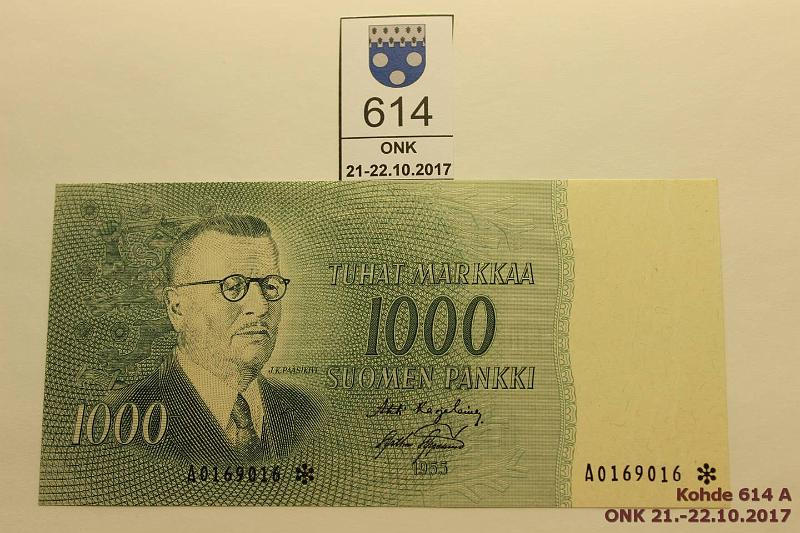 614
ONK
21-22.10.2017
TUHAT MARKKAA
1000
SUOMEN PANKKI
J.K.PAASIKIVI
1000
1955
A0169016 *
A0169016 *
Kohde 614 A
ONK 21.-22.10.2017